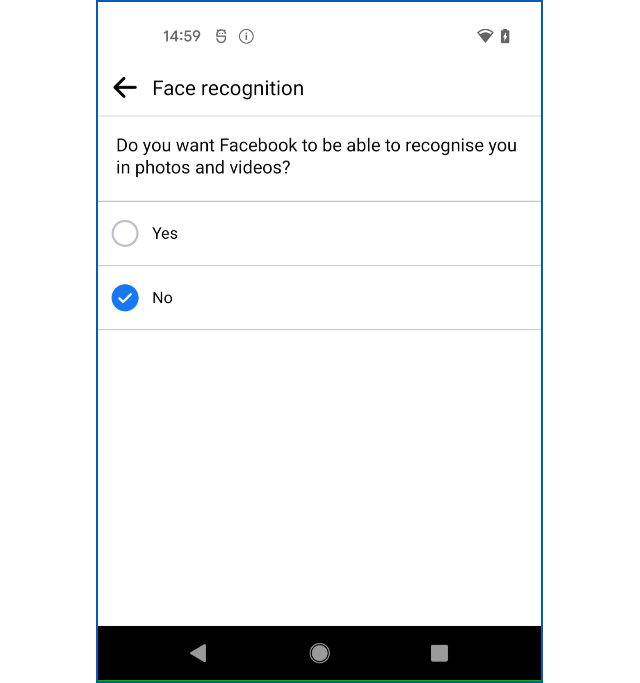 14:59
Face recognition
Do you want Facebook to be able to recognise you
in photos and videos?
Yes
No